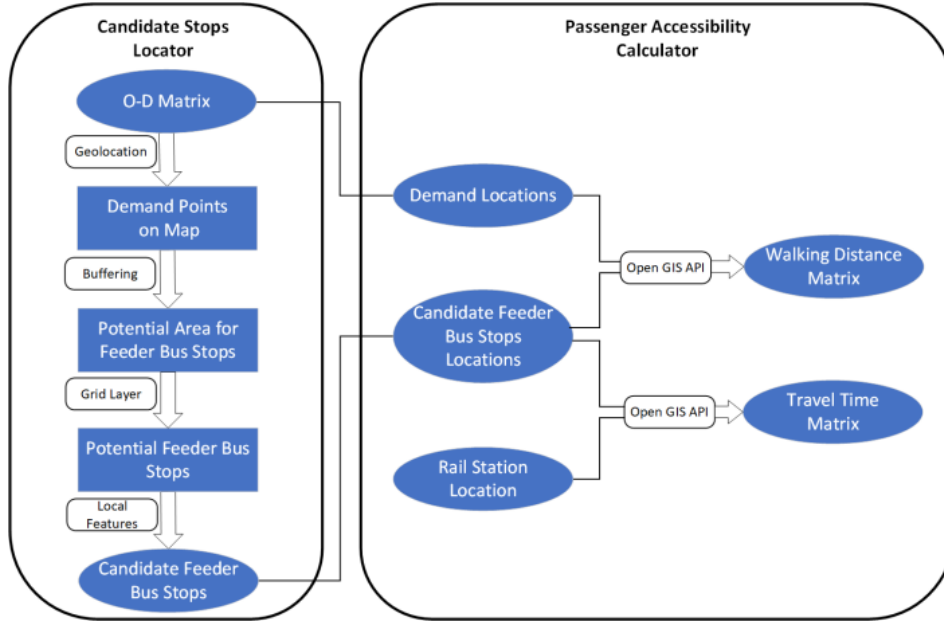 Candidate Stops
Locator
O-D Matrix
Geolocation
Demand Points
on Map
Buffering
Potential Area for
Feeder Bus Stops
Grid Layer
Potential Feeder Bus
Stops
Local
Features
Candidate Feeder
Bus Stops
Passenger Accessibility
Calculator
Demand Locations
Open GIS API
Walking Distance
Matrix
Candidate Feeder
Bus Stops
Locations
Open GIS API
Travel Time
Matrix
Rail Station
Location